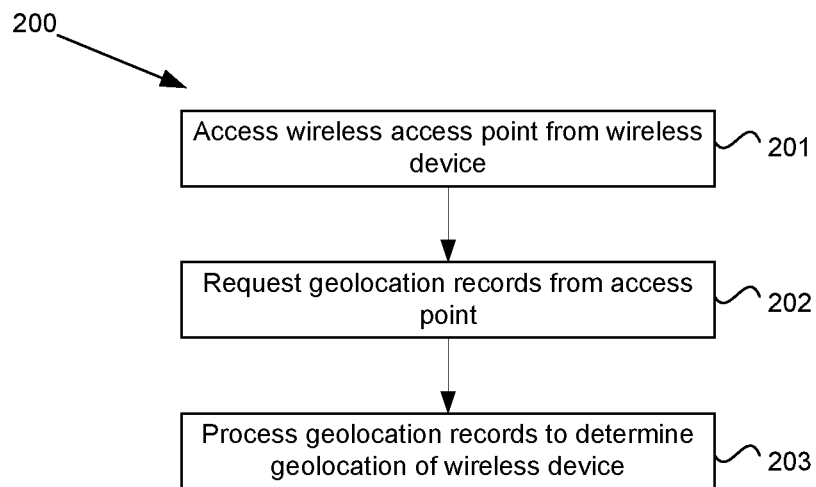 200
Access wireless access point from wireless
device
201
Request geolocation records from access
point
202
Process geolocation records to determine
geolocation of wireless device
203